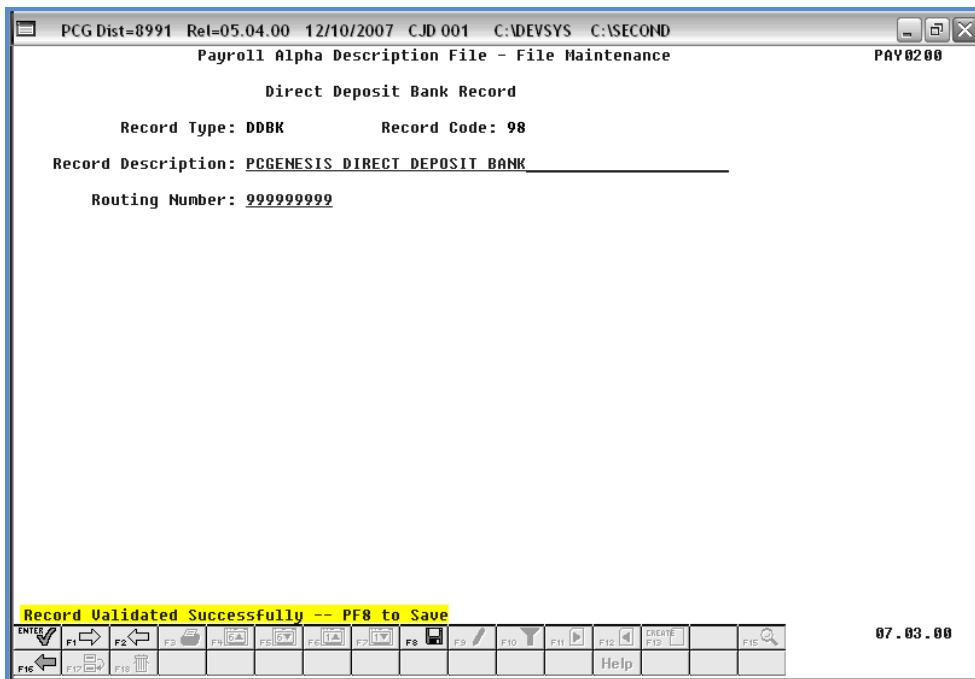 PCG Dist=8991 Rel=05.04.00 12/10/2007 CJD 001 C:\DEVSYS C:\SECOND
Payroll Alpha Description File - File Maintenance PAY0200
Direct Deposit Bank Record
Record Type: DDBK Record Code: 98
Record Description: PCGENESIS DIRECT DEPOSIT BANK
Routing Number: 999999999
Record Validated Successfully -- PF8 to Save
ENTER F1 F2 F3 F4 F5 F6 F7 F8 F9 F10 F11 F12 CREATE F13 F15 07.03.00
F16 F17 F18 Help